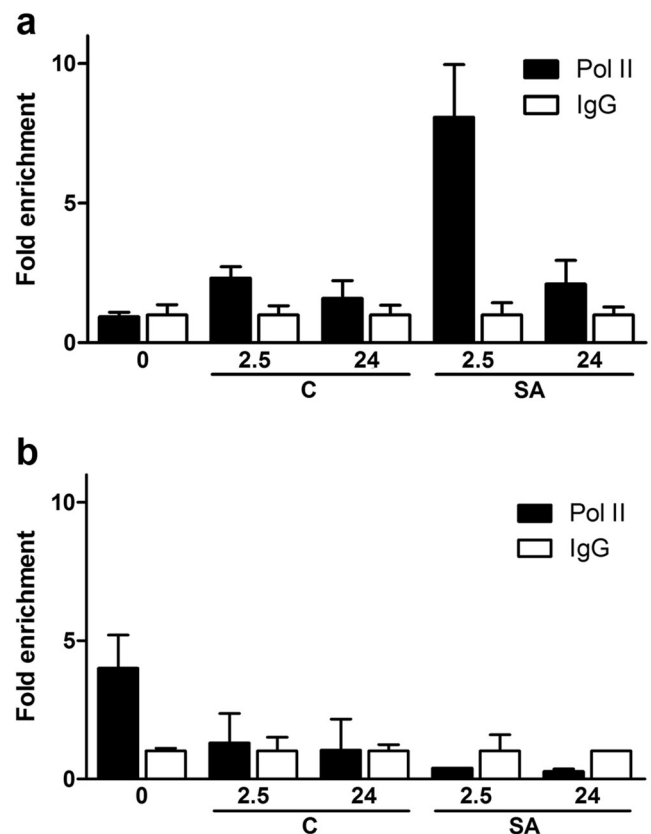 a
Fold enrichment
10
5
0
Pol II
IgG
0 2.5 24 2.5 24
C SA
b
Fold enrichment
10
5
0
Pol II
IgG
0 2.5 24 2.5 24
C SA